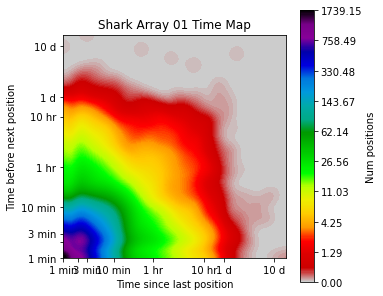 Shark Array 01 Time Map
1739.15
758.49
330.48
143.67
62.14
26.56
11.03
4.25
1.29
0.00
Num positions
Time before next position
10 d
1 d
10 hr
1 hr
10 min
3 min
1 min
1 min 3 min 10 min 1 hr 10 hr 1 d 10 d
Time since last position